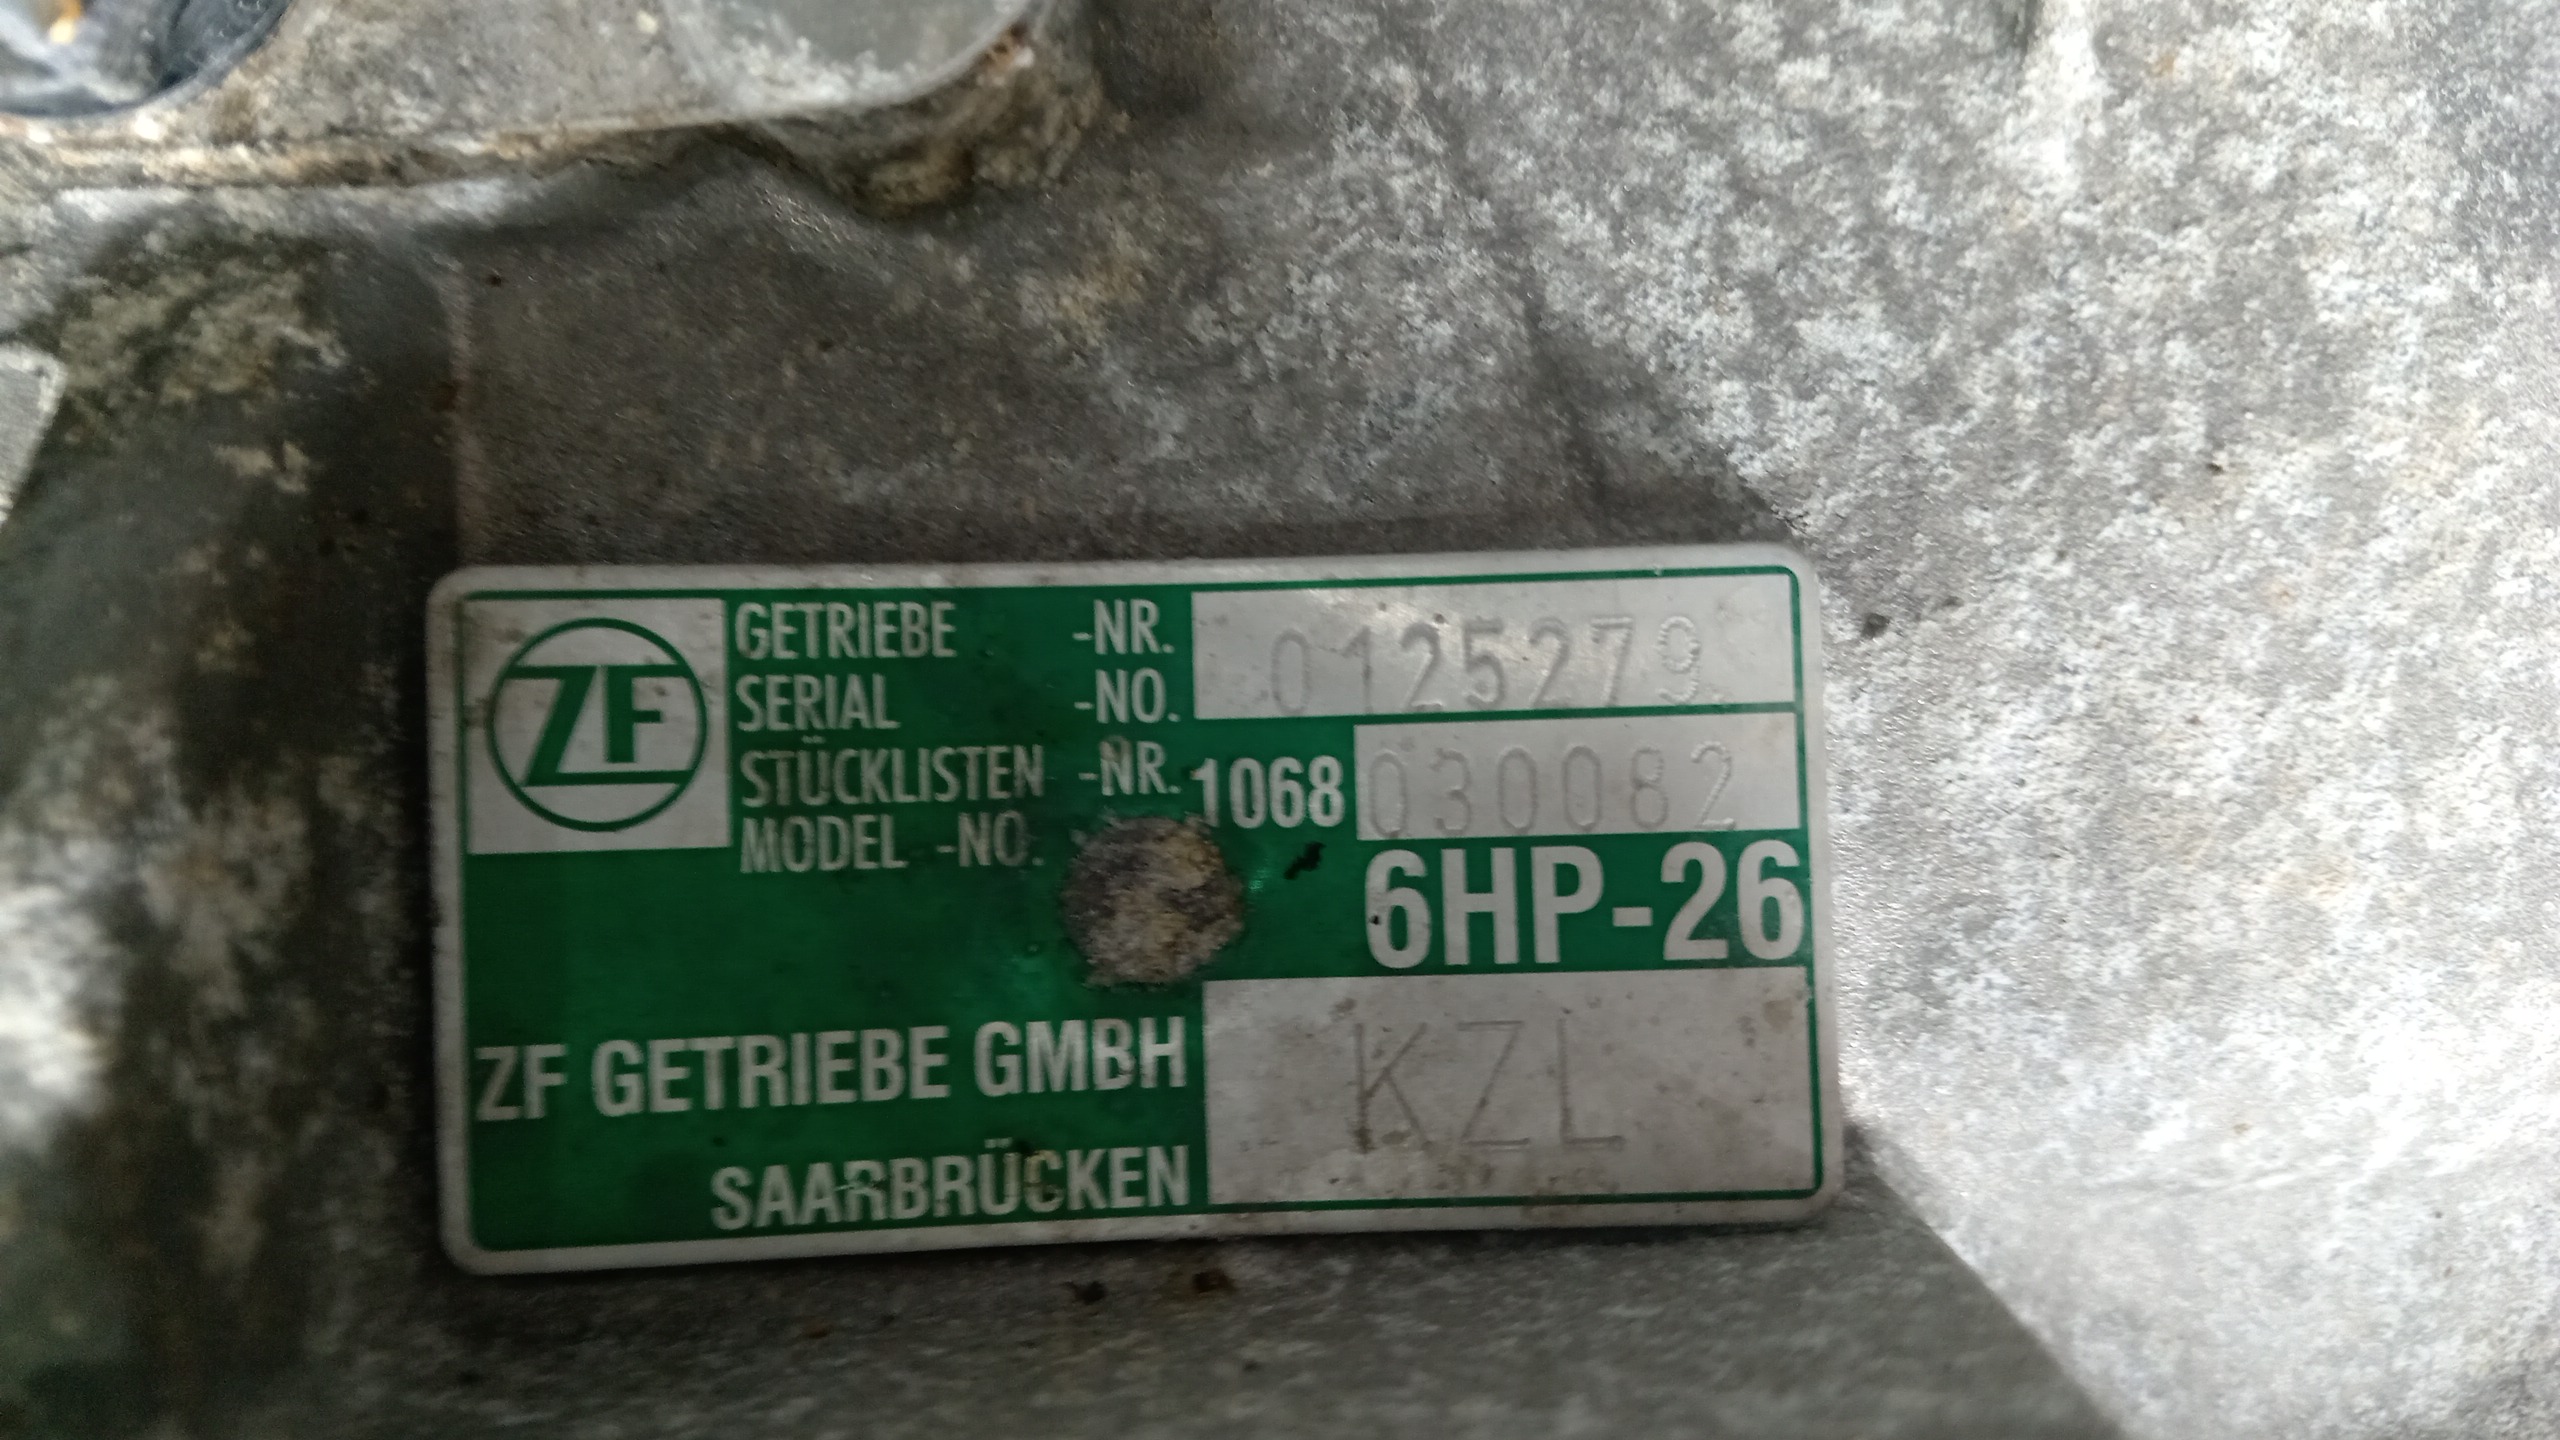 ZF
GETRIEBE -NR. 0125279
SERIAL -NO.
STÜCKLISTEN -NR. 1068 030082
MODEL -NO.
6HP-26
ZF GETRIEBE GMBH KZL
SAARBRÜCKEN